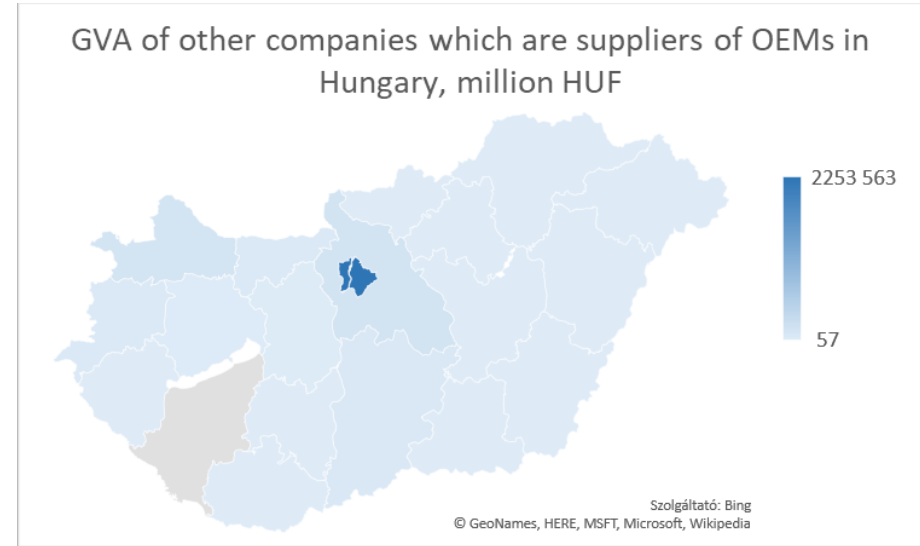 GVA of other companies which are suppliers of OEMs in
Hungary, million HUF
2253 563
57
Szolgáltató: Bing
© GeoNames, HERE, MSFT, Microsoft, Wikipedia